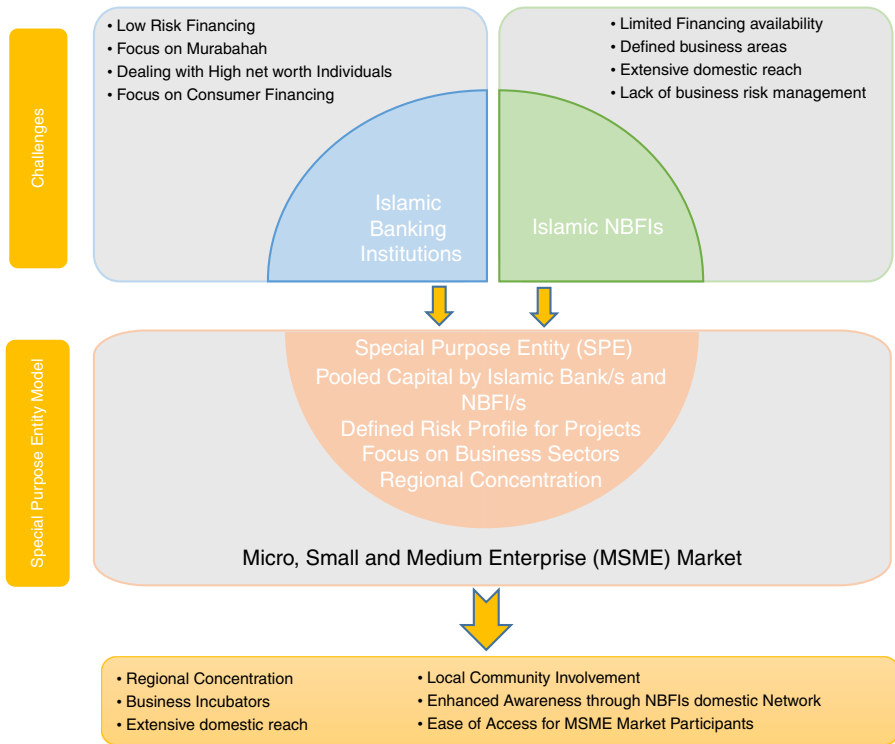 Challenges
• Low Risk Financing
• Focus on Murabahah
• Dealing with High net worth Individuals
• Focus on Consumer Financing
• Limited Financing availability
• Defined business areas
• Extensive domestic reach
• Lack of business risk management
Islamic
Banking
Institutions
Islamic NBFIs
Special Purpose Entity Model
Special Purpose Entity (SPE)
Pooled Capital by Islamic Bank/s and
NBFI/s
Defined Risk Profile for Projects
Focus on Business Sectors
Regional Concentration
Micro, Small and Medium Enterprise (MSME) Market
• Regional Concentration
• Business Incubators
• Extensive domestic reach
• Local Community Involvement
• Enhanced Awareness through NBFIs domestic Network
• Ease of Access for MSME Market Participants